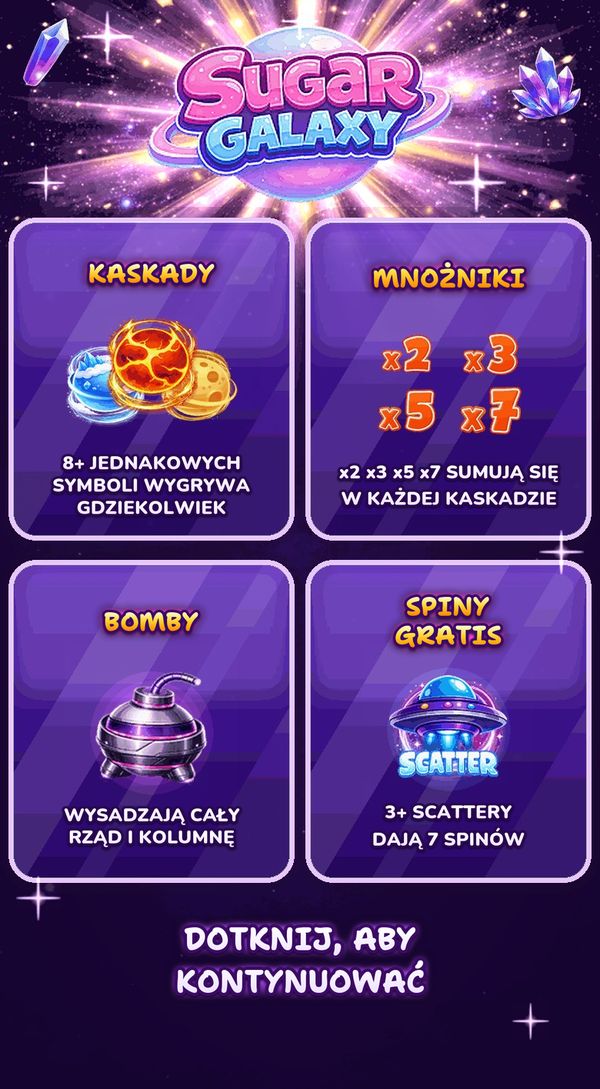 SUGAR
GALAXY
KASKADY
8+ JEDNAKOWYCH
SYMBOLI WYGRYWA
GDZIEKOLWIEK
MNOŻNIKI
x2 x3
x5 x7
x2 x3 x5 x7 SUMUJĄ SIĘ
W KAŻDEJ KASKADZIE
BOMBY
WYSADZAJĄ CAŁY
RZĄD I KOLUMNĘ
SPINY
GRATIS
SCATTER
3+ SCATTERY
DAJĄ 7 SPINÓW
DOTKNIJ, ABY
KONTYNUOWAĆ